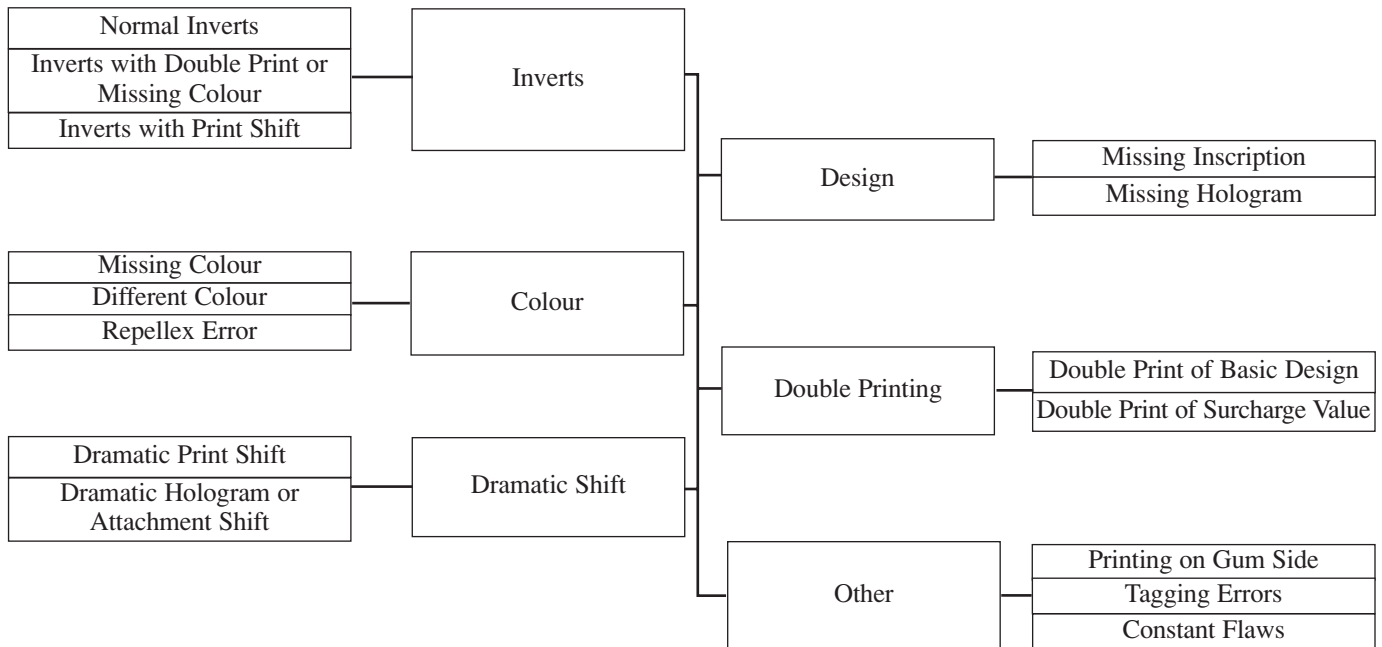 Normal Inverts
Inverts with Double Print or
Missing Colour
Inverts with Print Shift
Inverts
Design
Missing Inscription
Missing Hologram
Missing Colour
Different Colour
Repellex Error
Colour
Double Printing
Double Print of Basic Design
Double Print of Surcharge Value
Dramatic Print Shift
Dramatic Hologram or
Attachment Shift
Dramatic Shift
Other
Printing on Gum Side
Tagging Errors
Constant Flaws